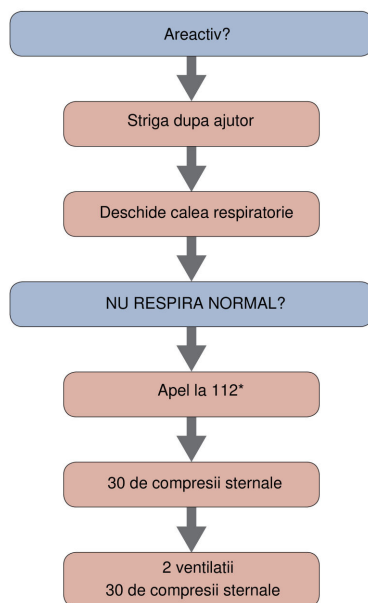 Areactiv?
Striga dupa ajutor
Deschide calea respiratorie
NU RESPIRA NORMAL?
Apel la 112*
30 de compresii sternale
2 ventilatii
30 de compresii sternale